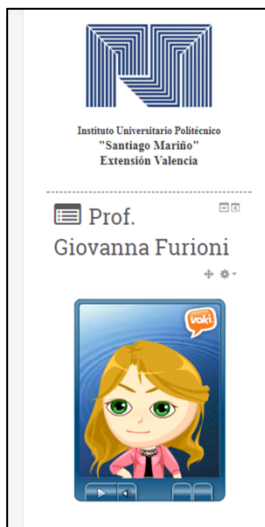 Instituto Universitario Politécnico
"Santiago Mariño"
Extensión Valencia
Prof.
Giovanna Furioni
voki